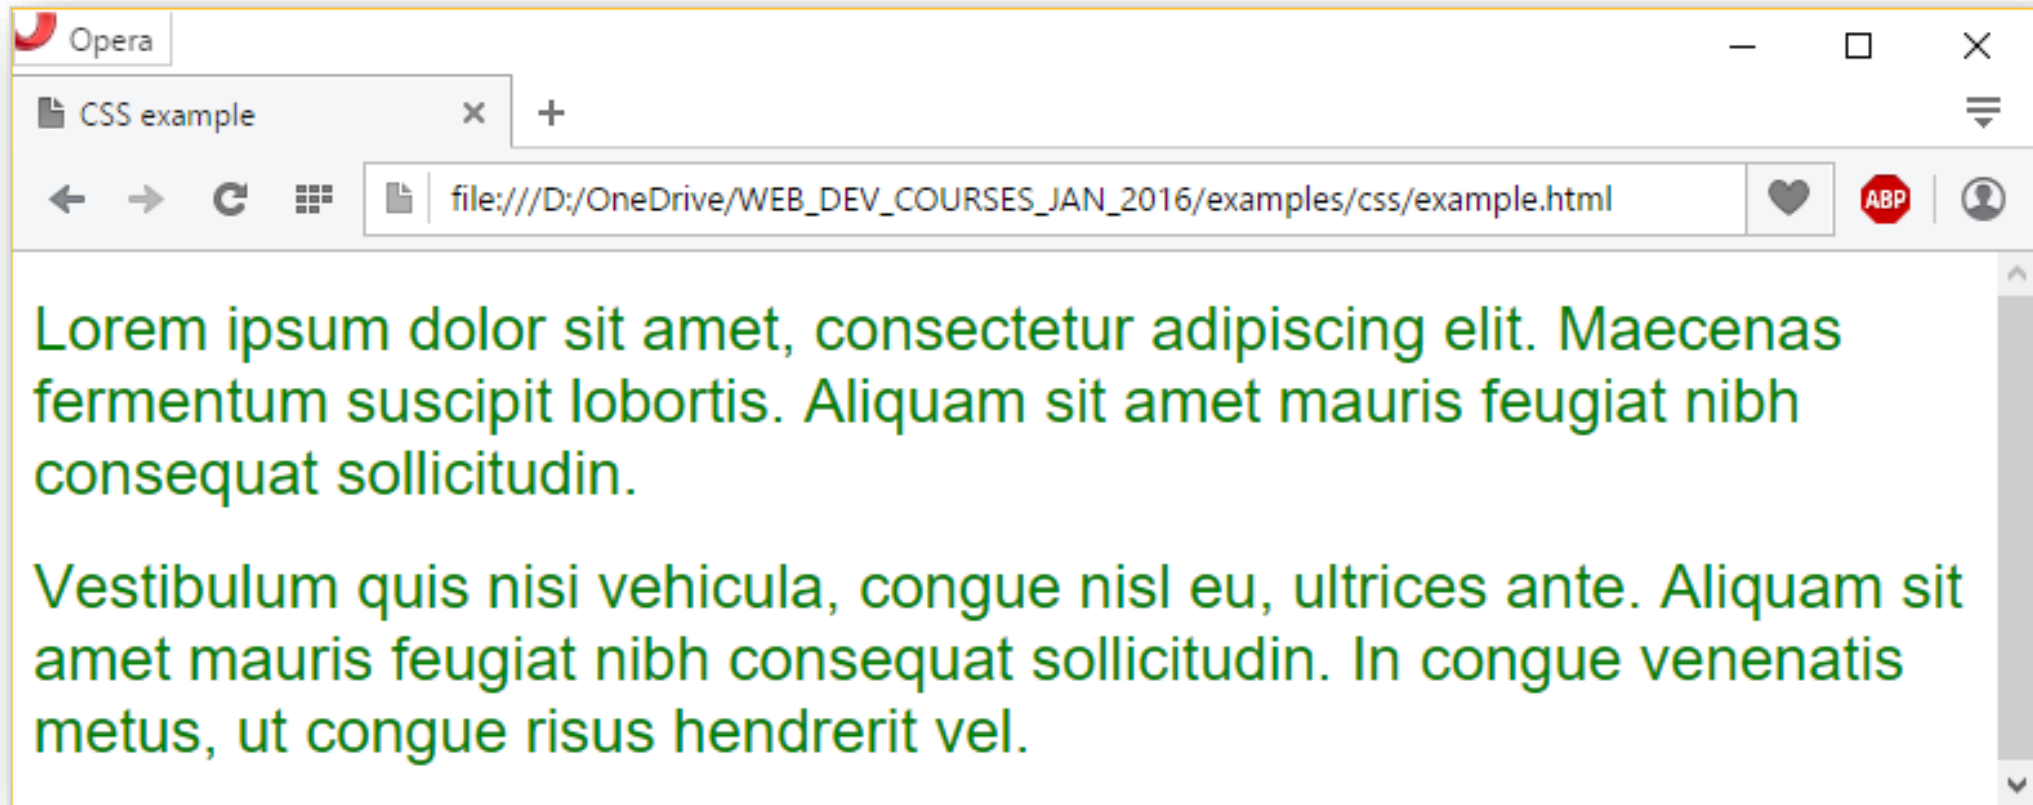 Opera
CSS example
file:///D:/OneDrive/WEB_DEV_COURSES_JAN_2016/examples/css/example.html
ABP
Lorem ipsum dolor sit amet, consectetur adipiscing elit. Maecenas
fermentum suscipit lobortis. Aliquam sit amet mauris feugiat nibh
consequat sollicitudin.
Vestibulum quis nisi vehicula, congue nisl eu, ultrices ante. Aliquam sit
amet mauris feugiat nibh consequat sollicitudin. In congue venenatis
metus, ut congue risus hendrerit vel.